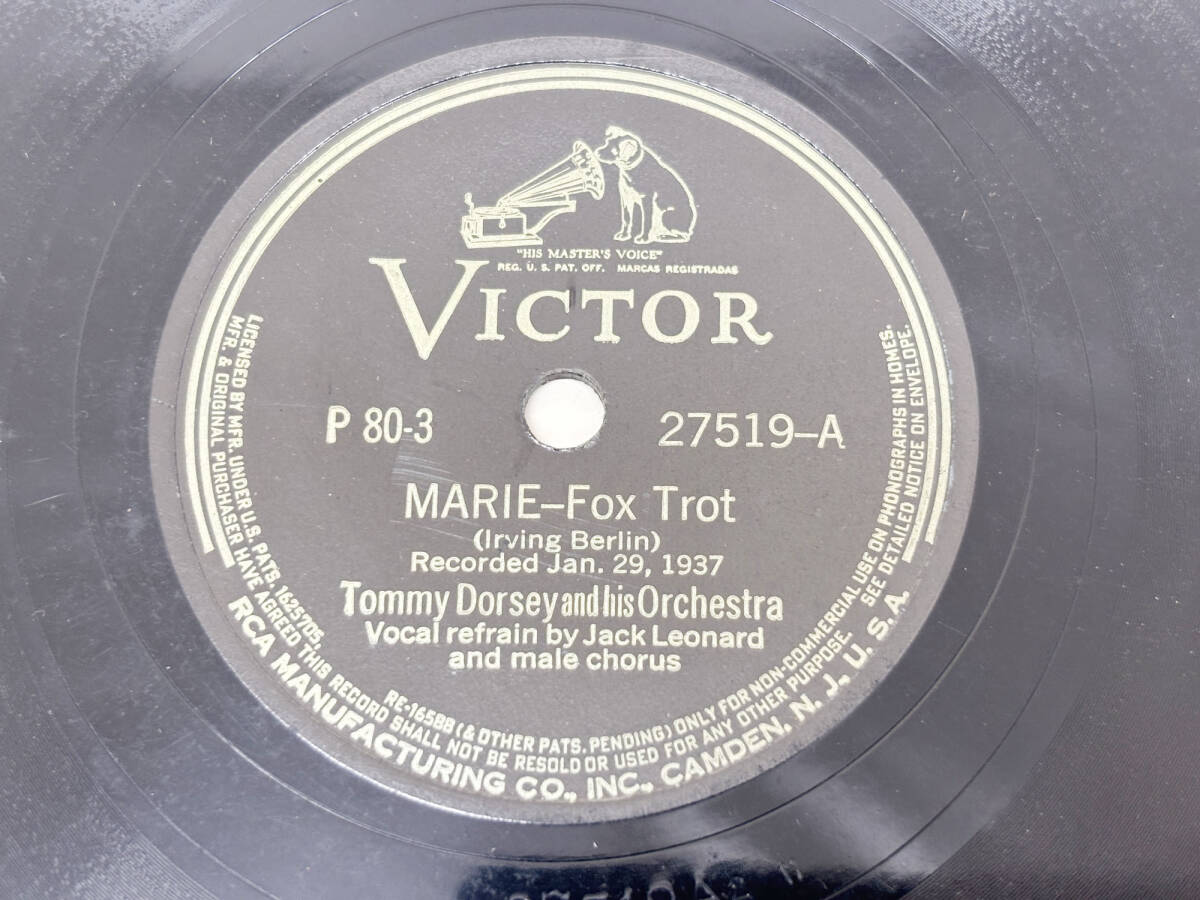 "HIS MASTER'S VOICE"
REG. U. S. PAT. OFF. MARCAS REGISTRADAS
VICTOR
P 80-3
27519–A
MARIE–Fox Trot
(Irving Berlin)
Recorded Jan. 29, 1937
Tommy Dorsey and his Orchestra
Vocal refrain by Jack Leonard
and male chorus
LICENSED BY MFR. UNDER U.S. PATS. 1625705, RE-16588 (& OTHER PATS. PENDING) ONLY FOR NON-COMMERCIAL USE ON PHONOGRAPHS IN HOMES.
MFR. & ORIGINAL PURCHASER HAVE AGREED THIS RECORD SHALL NOT BE RESOLD OR USED FOR ANY OTHER PURPOSE. SEE DETAILED NOTICE ON ENVELOPE.
RCA MANUFACTURING CO., INC., CAMDEN, N. J., U. S. A.